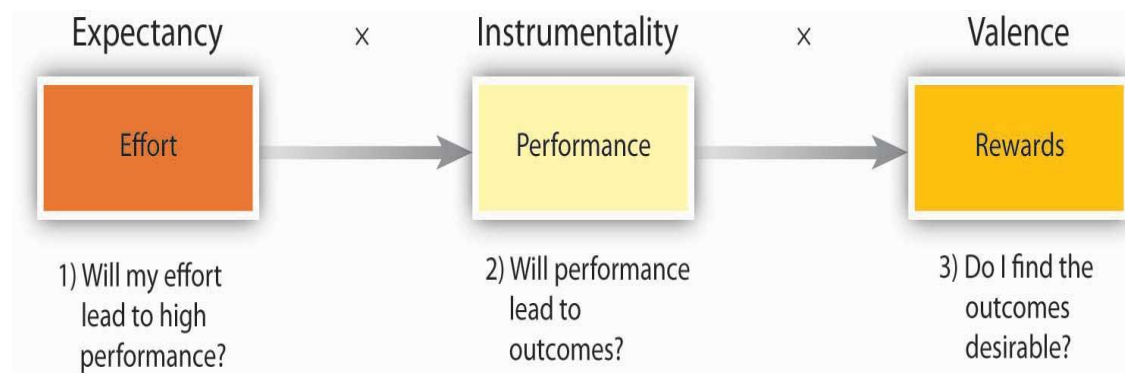 Expectancy x Instrumentality x Valence
Effort
Performance
Rewards
1) Will my effort
lead to high
performance?
2) Will performance
lead to
outcomes?
3) Do I find the
outcomes
desirable?